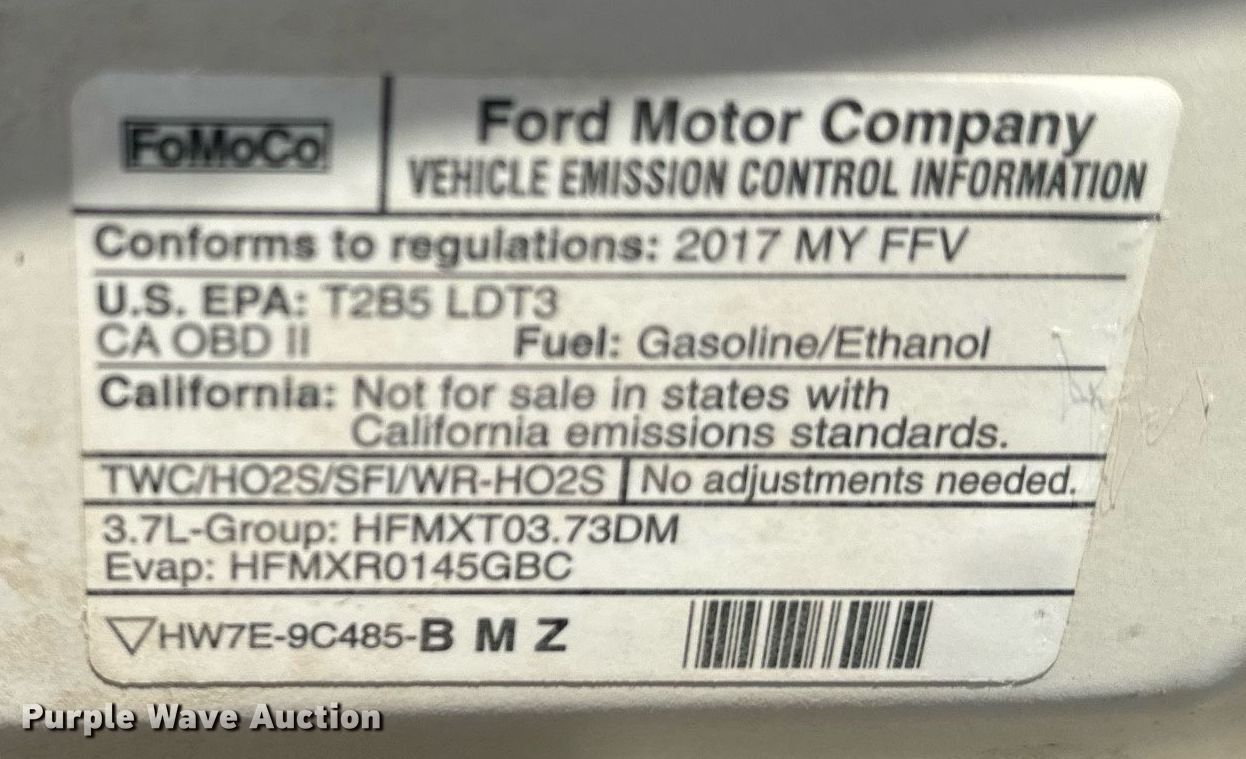 FoMoCo
Ford Motor Company
VEHICLE EMISSION CONTROL INFORMATION
Conforms to regulations: 2017 MY FFV
U.S. EPA: T2B5 LDT3
CA OBD II Fuel: Gasoline/Ethanol
California: Not for sale in states with
California emissions standards.
TWC/HO2S/SFI/WR-HO2S No adjustments needed.
3.7L-Group: HFMXT03.73DM
Evap: HFMXR0145GBC
HW7E-9C485-B M Z
Purple Wave Auction